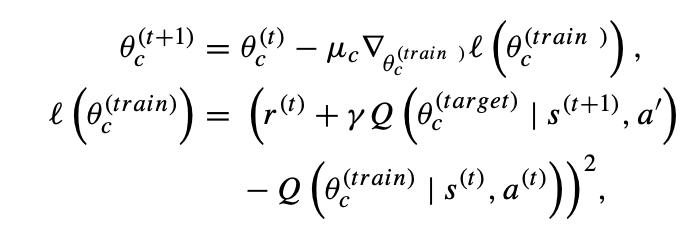 θ_c^{(t+1)} = θ_c^{(t)} − μ_c ∇_{θ_c^{(train )}} ℓ (θ_c^{(train )}) ,
ℓ (θ_c^{(train)}) = (r^{(t)} + γ Q (θ_c^{(target)} | s^{(t+1)}, a′)
− Q (θ_c^{(train)} | s^{(t)}, a^{(t)}))^2,